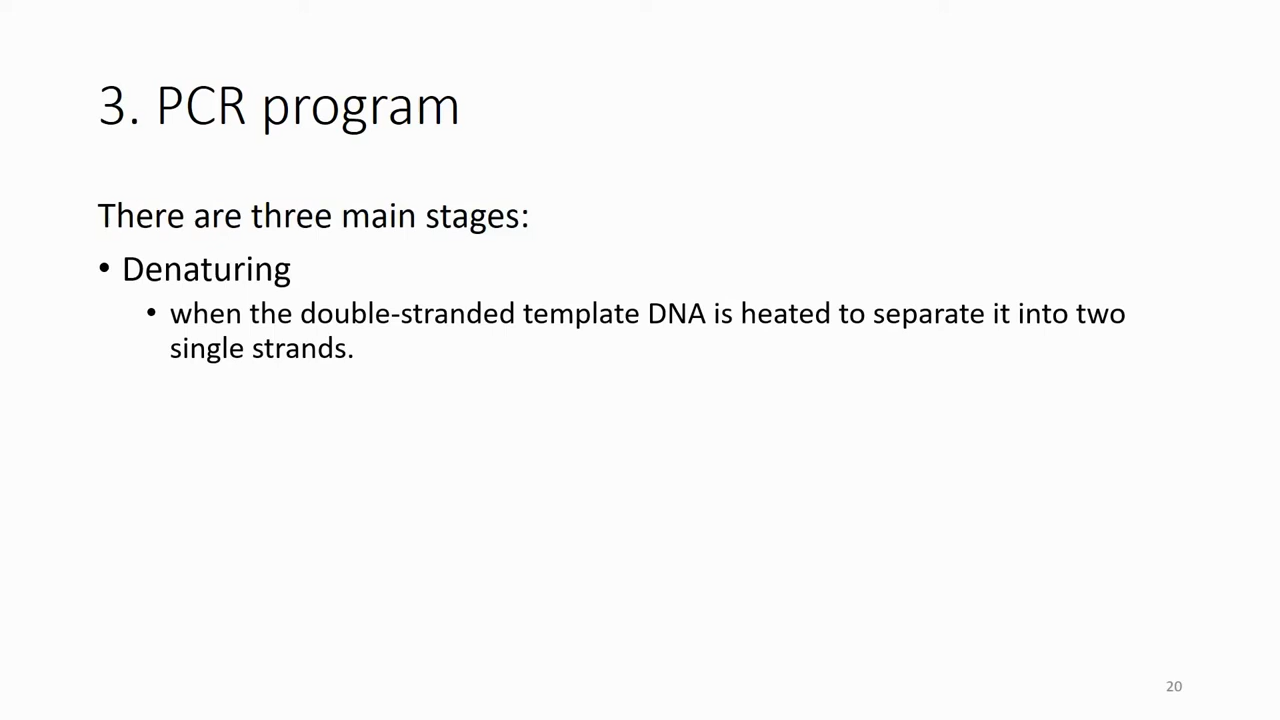 3. PCR program
There are three main stages:
• Denaturing
• when the double-stranded template DNA is heated to separate it into two
single strands.
20